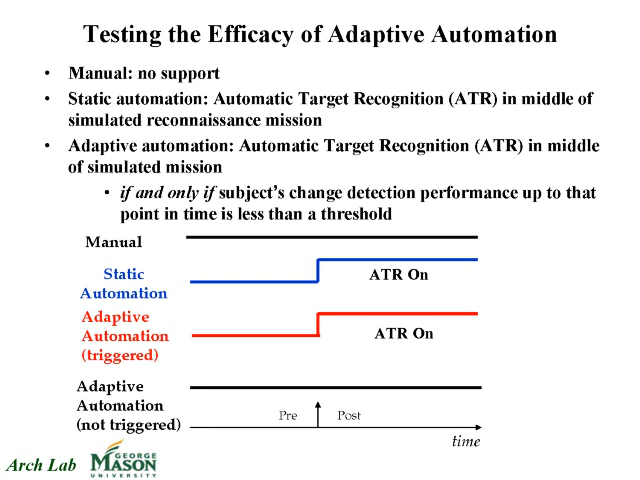 Testing the Efficacy of Adaptive Automation
• Manual: no support
• Static automation: Automatic Target Recognition (ATR) in middle of
simulated reconnaissance mission
• Adaptive automation: Automatic Target Recognition (ATR) in middle
of simulated mission
• if and only if subject's change detection performance up to that
point in time is less than a threshold
Manual
Static
Automation
ATR On
Adaptive
Automation
(triggered)
ATR On
Adaptive
Automation
(not triggered)
Pre
Post
time
Arch Lab
GEORGE
MASON
UNIVERSITY